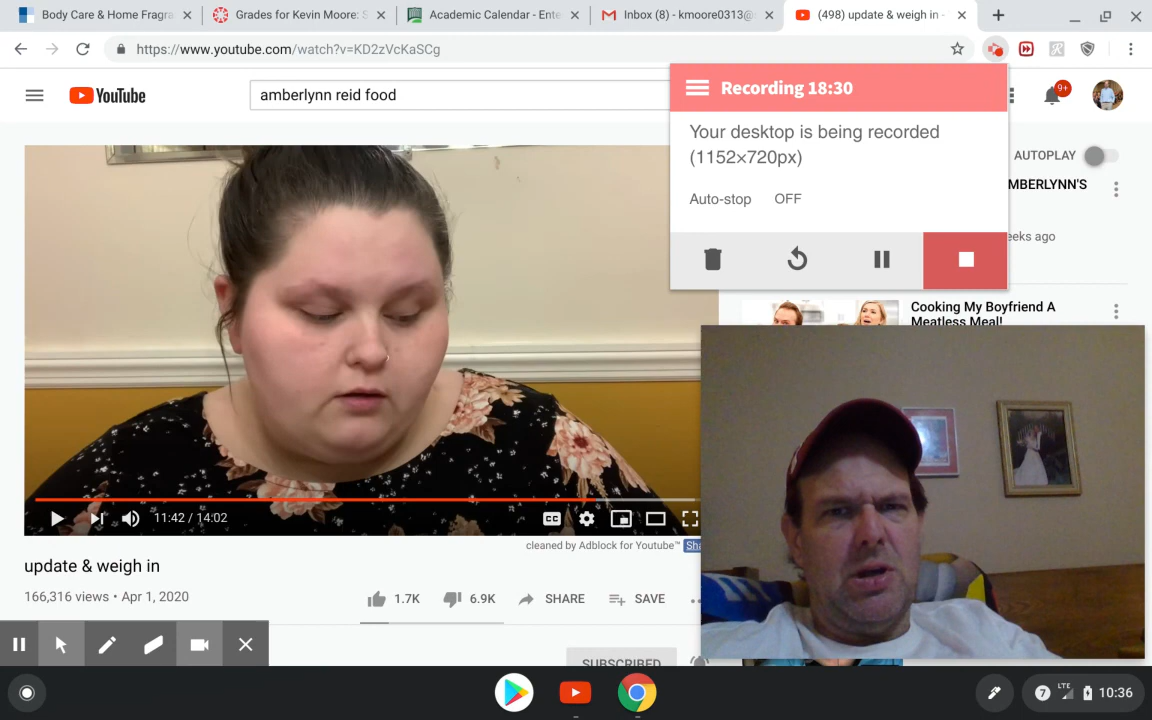 Body Care & Home Fragra
Grades for Kevin Moore: S
Academic Calendar - Ente
Inbox (8) - kmoore0313@
(498) update & weigh in -
https://www.youtube.com/watch?v=KD2zVcKaSCg
YouTube
amberlynn reid food
Recording 18:30
9+
Your desktop is being recorded
(1152×720px)
AUTOPLAY
MBERLYNN'S
Auto-stop OFF
eeks ago
Cooking My Boyfriend A
Meatless Meal!
11:42 / 14:02
CC
cleaned by Adblock for Youtube™ Sha
update & weigh in
166,316 views • Apr 1, 2020
1.7K 6.9K SHARE SAVE
SUBSCRIBED
7 LTE 10:36